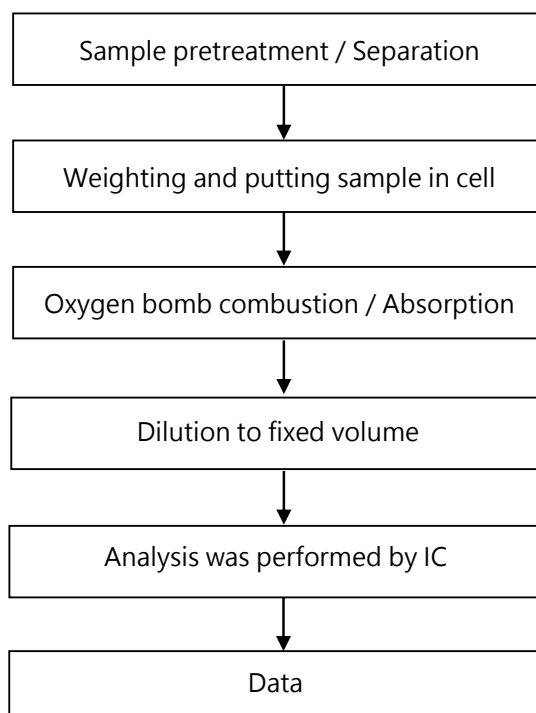 Sample pretreatment / Separation
Weighting and putting sample in cell
Oxygen bomb combustion / Absorption
Dilution to fixed volume
Analysis was performed by IC
Data